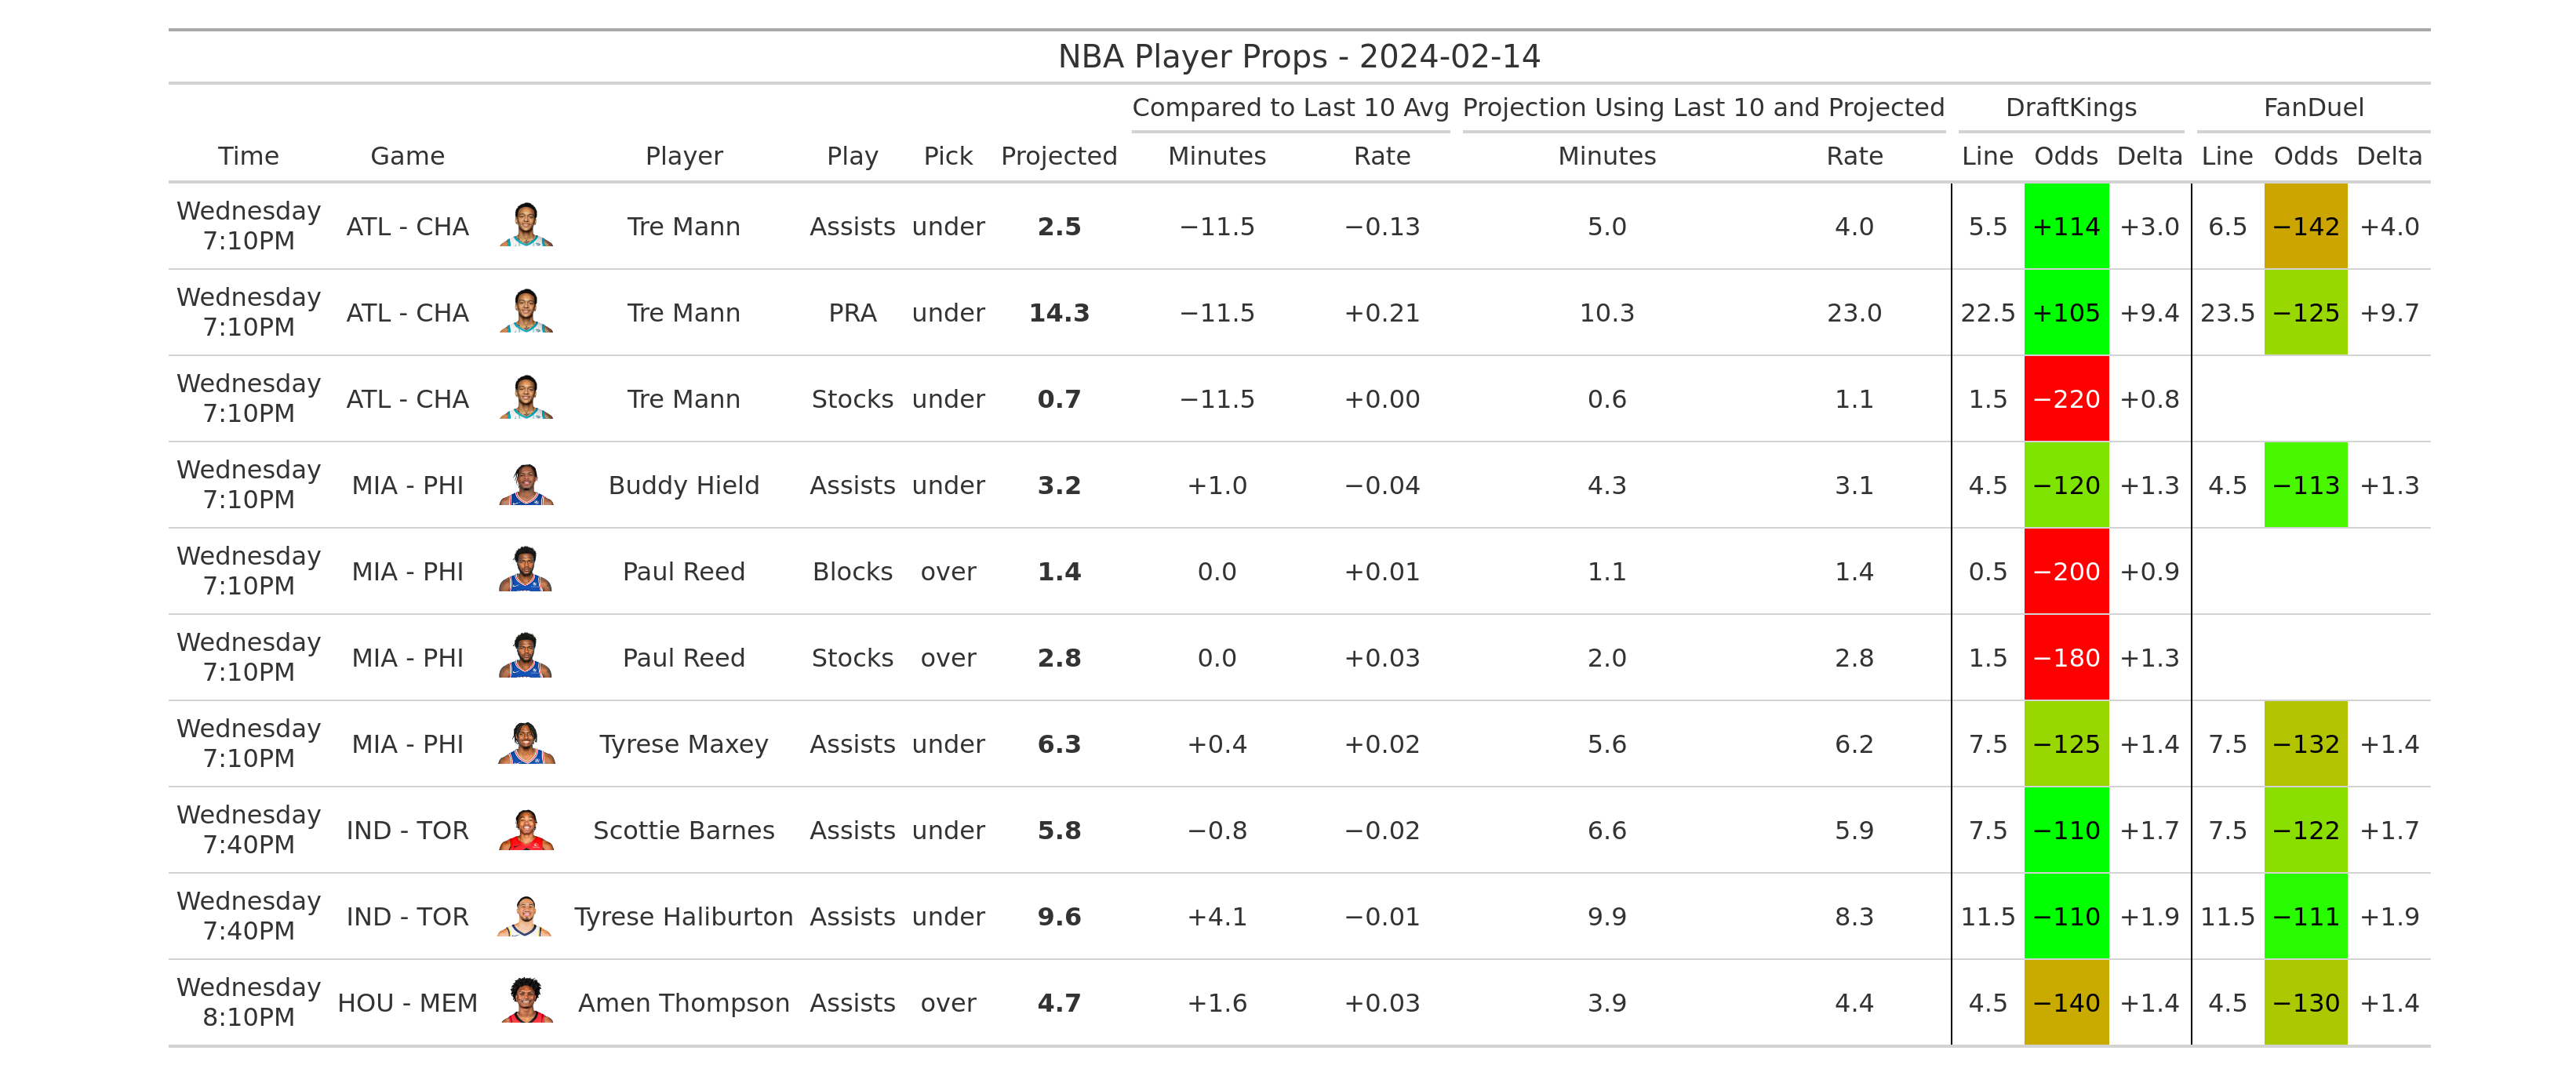 NBA Player Props - 2024-02-14
Compared to Last 10 Avg Projection Using Last 10 and Projected DraftKings FanDuel
Time Game Player Play Pick Projected Minutes Rate Minutes Rate Line Odds Delta Line Odds Delta
Wednesday
7:10PM ATL - CHA Tre Mann Assists under 2.5 −11.5 −0.13 5.0 4.0 5.5 +114 +3.0 6.5 −142 +4.0
Wednesday
7:10PM ATL - CHA Tre Mann PRA under 14.3 −11.5 +0.21 10.3 23.0 22.5 +105 +9.4 23.5 −125 +9.7
Wednesday
7:10PM ATL - CHA Tre Mann Stocks under 0.7 −11.5 +0.00 0.6 1.1 1.5 −220 +0.8
Wednesday
7:10PM MIA - PHI Buddy Hield Assists under 3.2 +1.0 −0.04 4.3 3.1 4.5 −120 +1.3 4.5 −113 +1.3
Wednesday
7:10PM MIA - PHI Paul Reed Blocks over 1.4 0.0 +0.01 1.1 1.4 0.5 −200 +0.9
Wednesday
7:10PM MIA - PHI Paul Reed Stocks over 2.8 0.0 +0.03 2.0 2.8 1.5 −180 +1.3
Wednesday
7:10PM MIA - PHI Tyrese Maxey Assists under 6.3 +0.4 +0.02 5.6 6.2 7.5 −125 +1.4 7.5 −132 +1.4
Wednesday
7:40PM IND - TOR Scottie Barnes Assists under 5.8 −0.8 −0.02 6.6 5.9 7.5 −110 +1.7 7.5 −122 +1.7
Wednesday
7:40PM IND - TOR Tyrese Haliburton Assists under 9.6 +4.1 −0.01 9.9 8.3 11.5 −110 +1.9 11.5 −111 +1.9
Wednesday
8:10PM HOU - MEM Amen Thompson Assists over 4.7 +1.6 +0.03 3.9 4.4 4.5 −140 +1.4 4.5 −130 +1.4